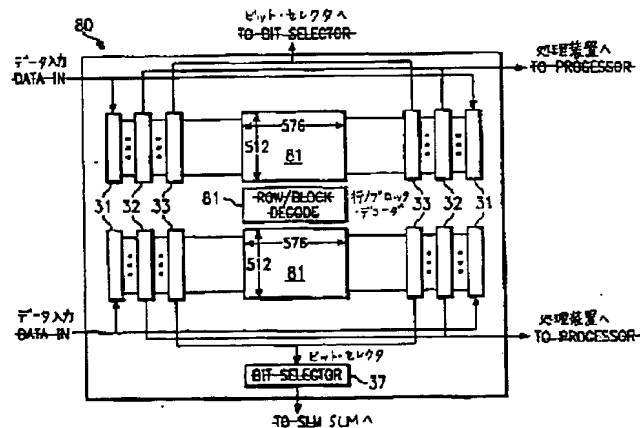 80
ビット・セレクタへ
TO BIT SELECTOR
データ入力
DATA IN
処理装置へ
TO PROCESSOR
576
512
81
31
32
33
81
ROW/BLOCK
DECODE
行/ブロック
・デコーダ
33
32
31
576
512
81
データ入力
DATA IN
処理装置へ
TO PROCESSOR
ビット・セレクタ
BIT SELECTOR
37
TO SLM SLMへ